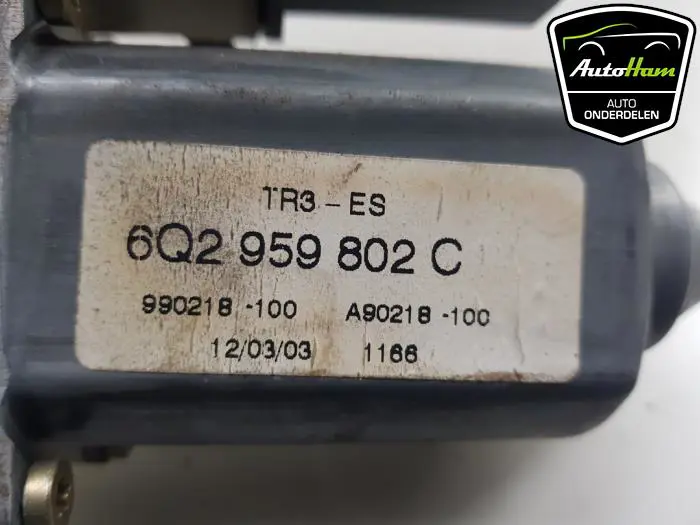 AutoHam
AUTO
ONDERDELEN
TR3-ES
6Q2 959 802 C
990218 -100 A90218 -100
12/03/03 1166